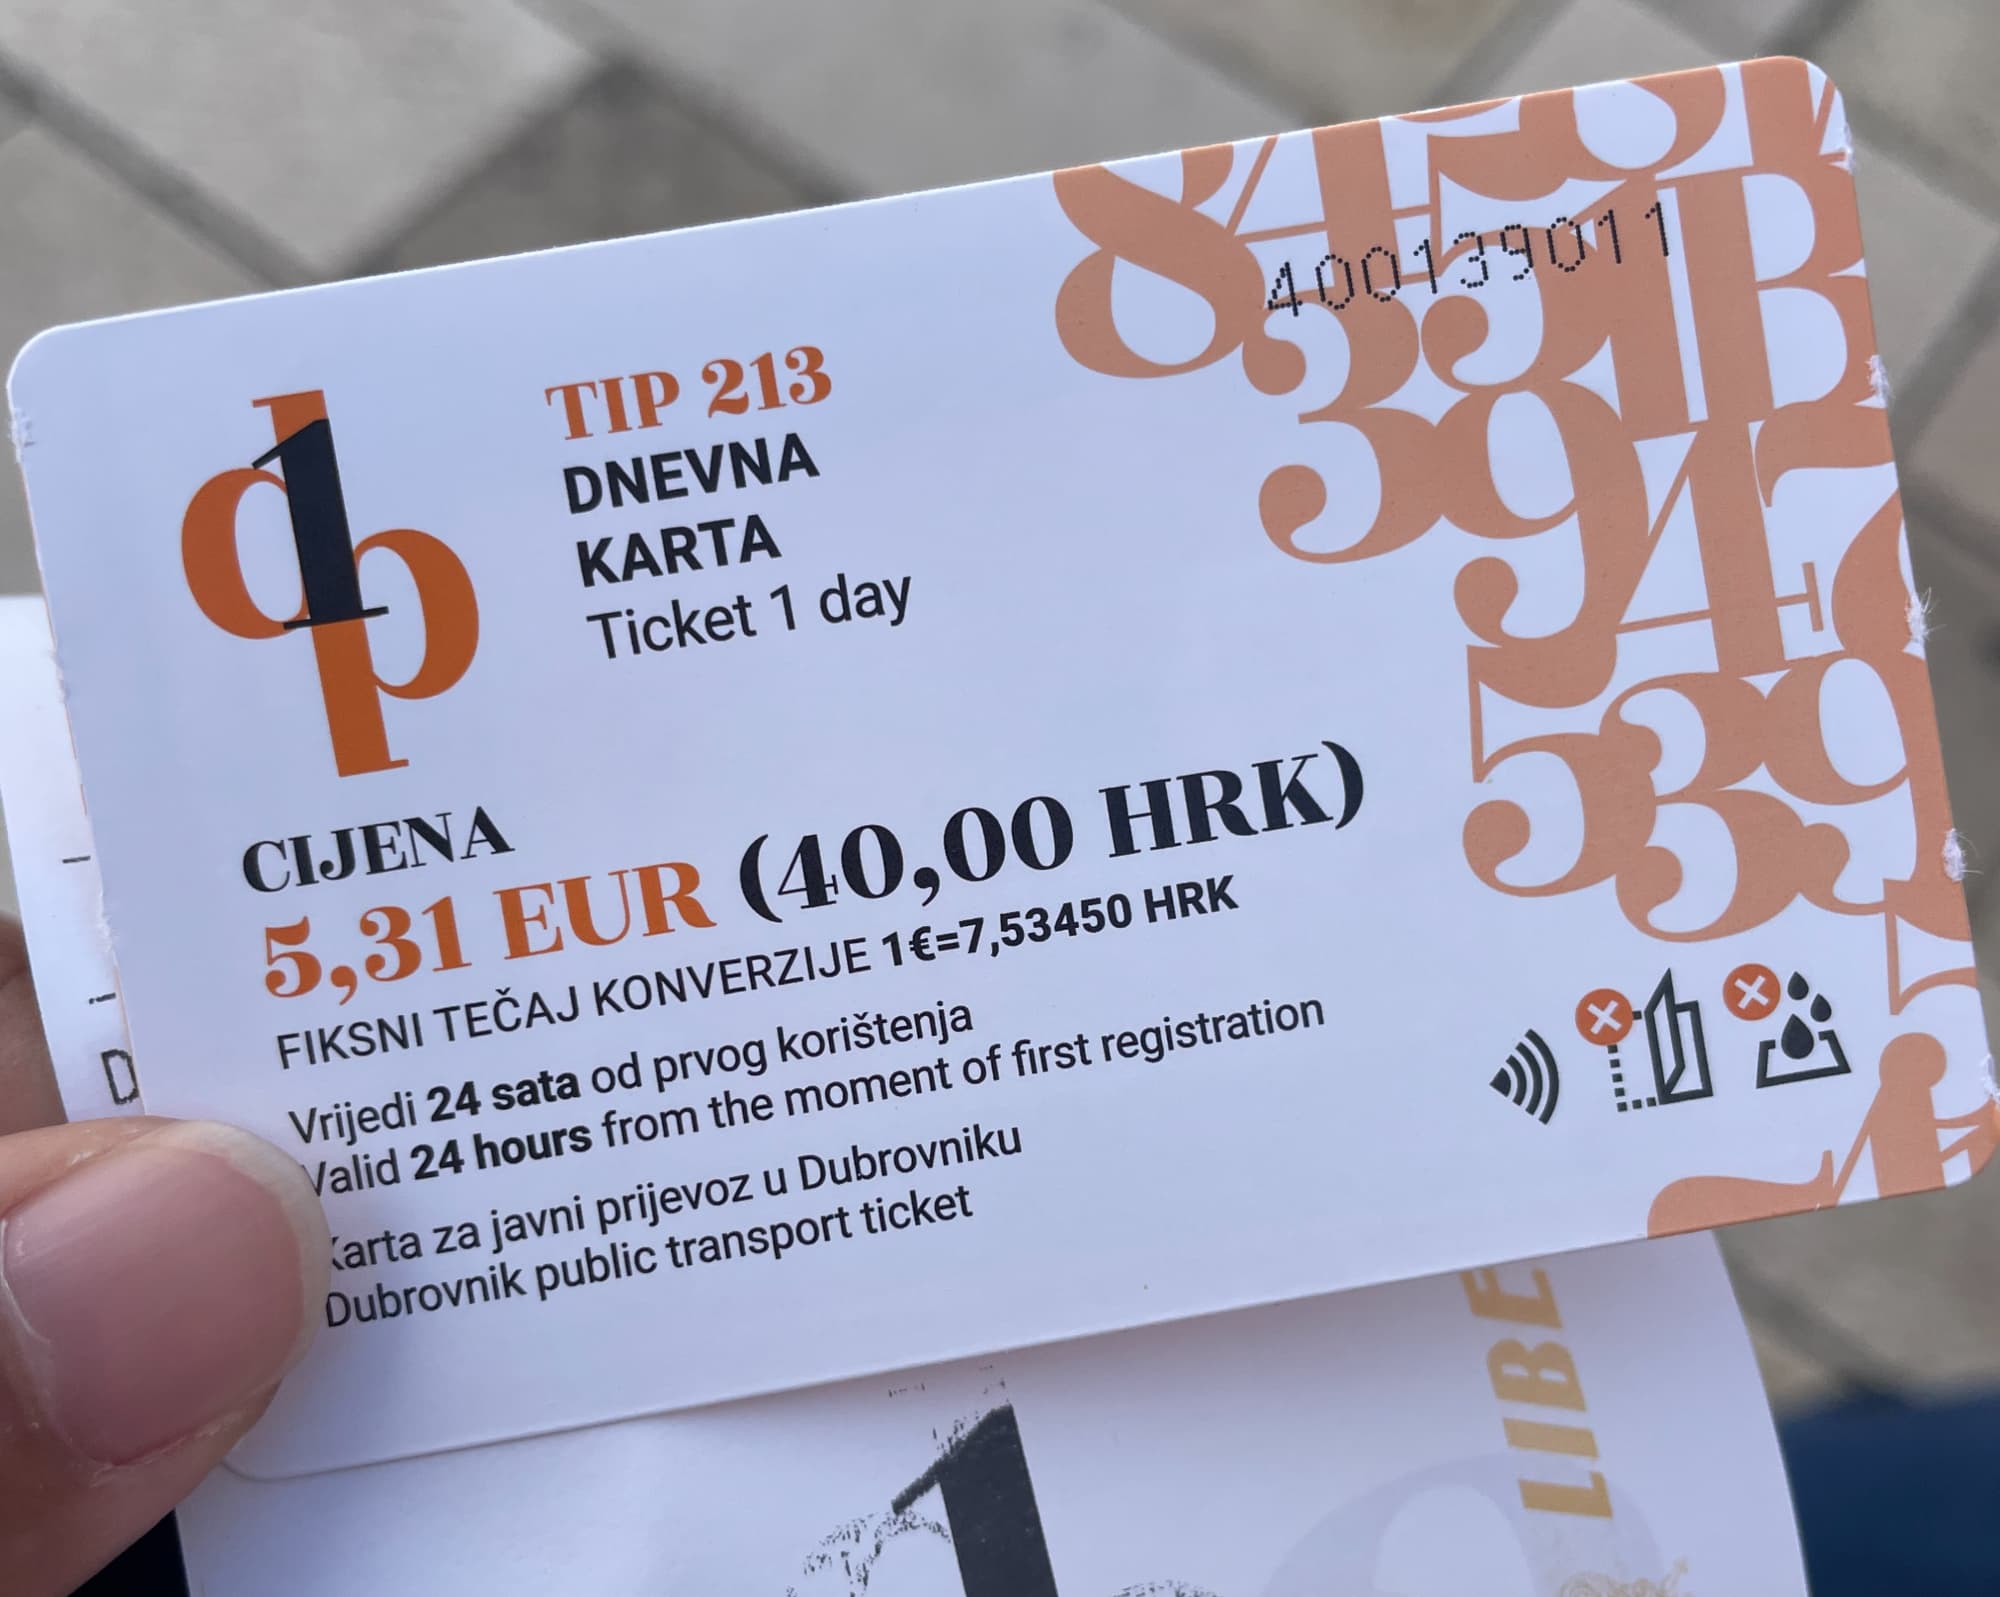 400139011
TIP 213
DNEVNA
KARTA
Ticket 1 day
CIJENA
5,31 EUR (40,00 HRK)
FIKSNI TEČAJ KONVERZIJE 1€=7,53450 HRK
Vrijedi 24 sata od prvog korištenja
Valid 24 hours from the moment of first registration
Karta za javni prijevoz u Dubrovniku
Dubrovnik public transport ticket